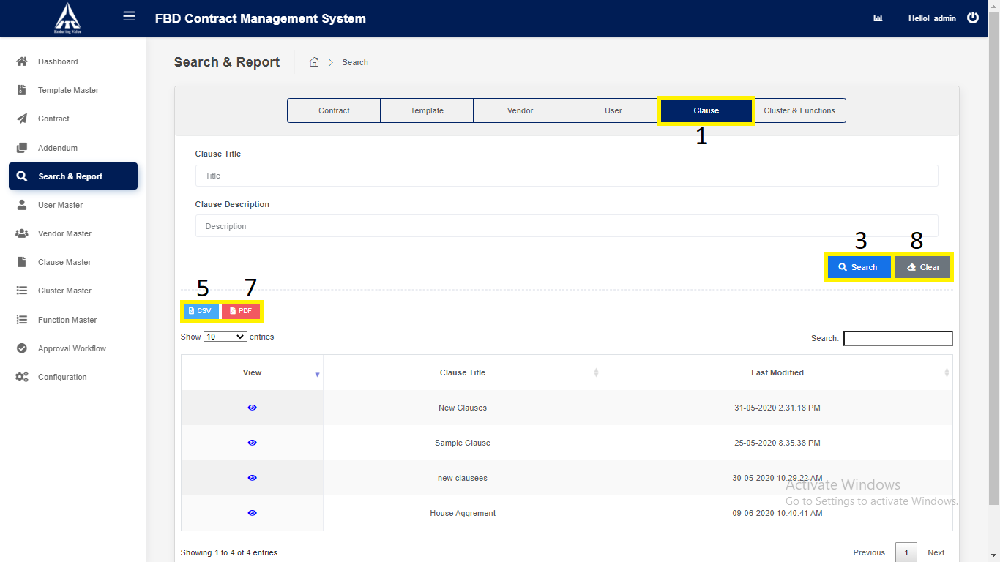 FBD Contract Management System
Hello! admin
Enduring Value
Dashboard
Template Master
Contract
Addendum
Search & Report
User Master
Vendor Master
Clause Master
Cluster Master
Function Master
Approval Workflow
Configuration
Search & Report
Search
Contract Template Vendor User Clause Cluster & Functions
1
Clause Title
Title
Clause Description
Description
3 8
Search Clear
5 7
CSV PDF
Show 10 entries
Search:
View Clause Title Last Modified
New Clauses 31-05-2020 2.31.18 PM
Sample Clause 25-05-2020 8.35.38 PM
new clausees 30-05-2020 10.29.22 AM
House Aggrement 09-06-2020 10.40.41 AM
Activate Windows
Go to Settings to activate Windows.
Showing 1 to 4 of 4 entries
Previous 1 Next